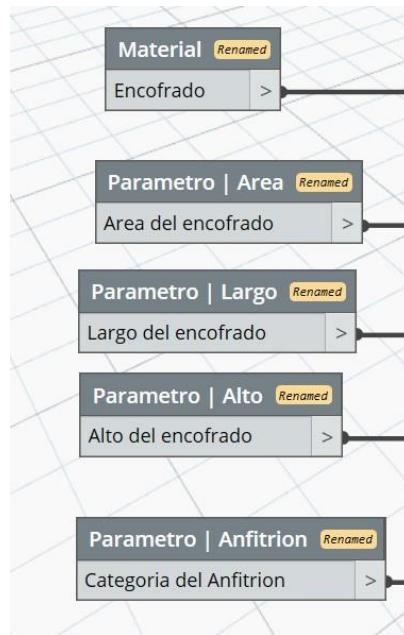 Material Renamed
Encofrado >
Parametro | Area Renamed
Area del encofrado >
Parametro | Largo Renamed
Largo del encofrado >
Parametro | Alto Renamed
Alto del encofrado >
Parametro | Anfitrion Renamed
Categoria del Anfitrion >